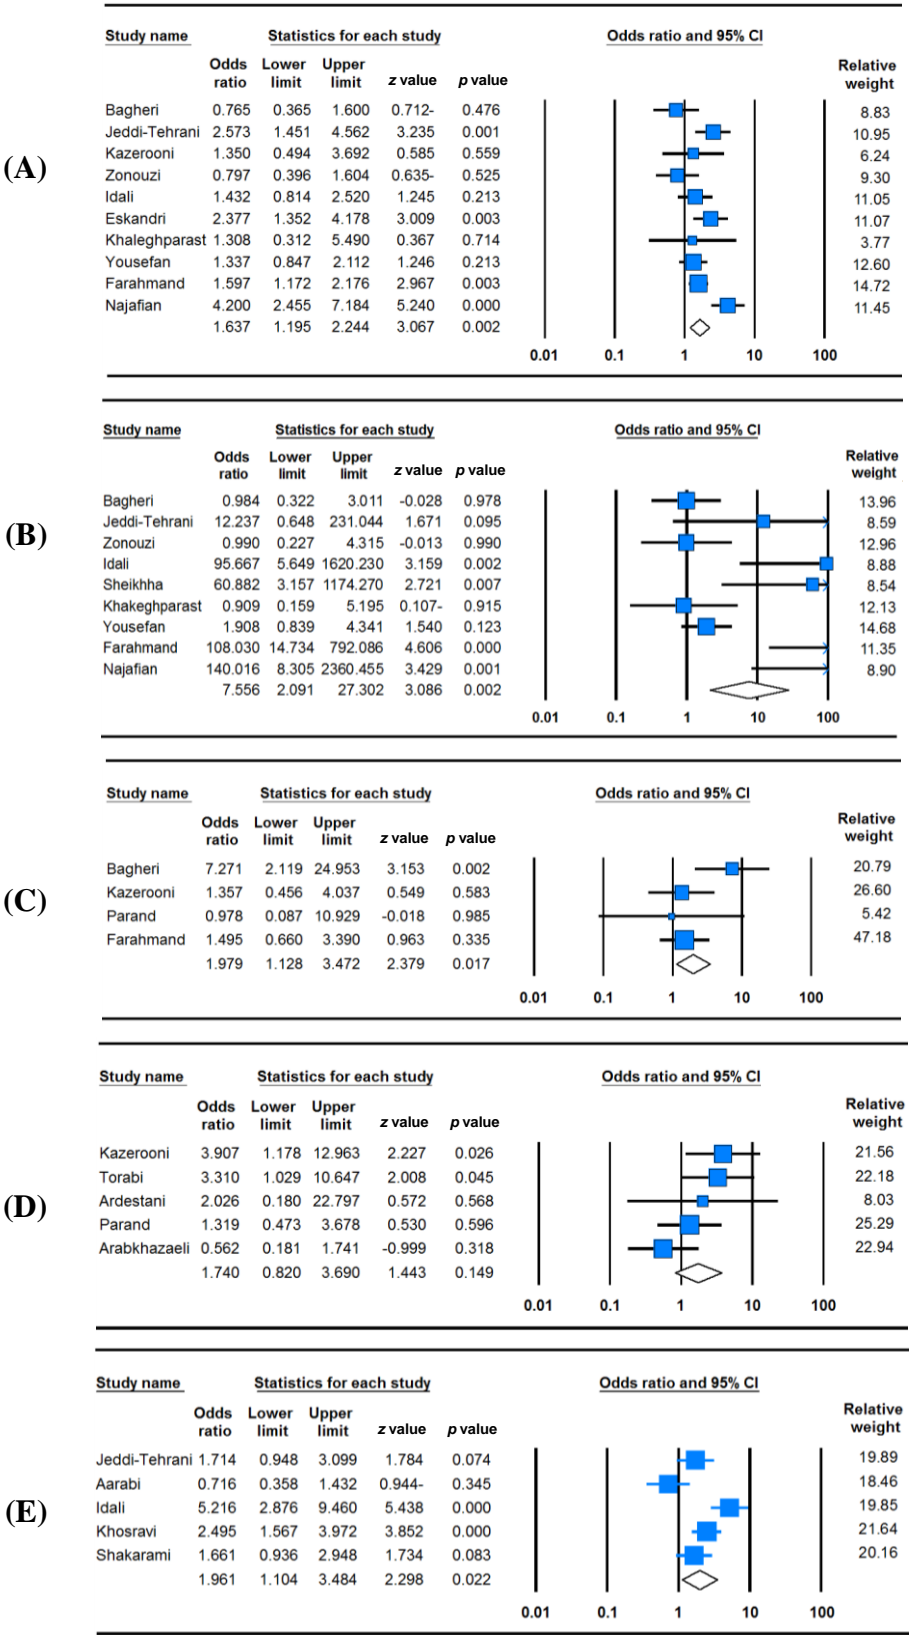 (A)
Study name Statistics for each study Odds ratio and 95% CI
Odds ratio Lower limit Upper limit z value p value Relative weight
Bagheri 0.765 0.365 1.600 0.712- 0.476 8.83
Jeddi-Tehrani 2.573 1.451 4.562 3.235 0.001 10.95
Kazerooni 1.350 0.494 3.692 0.585 0.559 6.24
Zonouzi 0.797 0.396 1.604 0.635- 0.525 9.30
Idali 1.432 0.814 2.520 1.245 0.213 11.05
Eskandri 2.377 1.352 4.178 3.009 0.003 11.07
Khaleghparast 1.308 0.312 5.490 0.367 0.714 3.77
Yousefan 1.337 0.847 2.112 1.246 0.213 12.60
Farahmand 1.597 1.172 2.176 2.967 0.003 14.72
Najafian 4.200 2.455 7.184 5.240 0.000 11.45
1.637 1.195 2.244 3.067 0.002
0.01 0.1 1 10 100
(B)
Study name Statistics for each study Odds ratio and 95% CI
Odds ratio Lower limit Upper limit z value p value Relative weight
Bagheri 0.984 0.322 3.011 -0.028 0.978 13.96
Jeddi-Tehrani 12.237 0.648 231.044 1.671 0.095 8.59
Zonouzi 0.990 0.227 4.315 -0.013 0.990 12.96
Idali 95.667 5.649 1620.230 3.159 0.002 8.88
Sheikhha 60.882 3.157 1174.270 2.721 0.007 8.54
Khakeghparast 0.909 0.159 5.195 0.107- 0.915 12.13
Yousefan 1.908 0.839 4.341 1.540 0.123 14.68
Farahmand 108.030 14.734 792.086 4.606 0.000 11.35
Najafian 140.016 8.305 2360.455 3.429 0.001 8.90
7.556 2.091 27.302 3.086 0.002
0.01 0.1 1 10 100
(C)
Study name Statistics for each study Odds ratio and 95% CI
Odds ratio Lower limit Upper limit z value p value Relative weight
Bagheri 7.271 2.119 24.953 3.153 0.002 20.79
Kazerooni 1.357 0.456 4.037 0.549 0.583 26.60
Parand 0.978 0.087 10.929 -0.018 0.985 5.42
Farahmand 1.495 0.660 3.390 0.963 0.335 47.18
1.979 1.128 3.472 2.379 0.017
0.01 0.1 1 10 100
(D)
Study name Statistics for each study Odds ratio and 95% CI
Odds ratio Lower limit Upper limit z value p value Relative weight
Kazerooni 3.907 1.178 12.963 2.227 0.026 21.56
Torabi 3.310 1.029 10.647 2.008 0.045 22.18
Ardestani 2.026 0.180 22.797 0.572 0.568 8.03
Parand 1.319 0.473 3.678 0.530 0.596 25.29
Arabkhazaeli 0.562 0.181 1.741 -0.999 0.318 22.94
1.740 0.820 3.690 1.443 0.149
0.01 0.1 1 10 100
(E)
Study name Statistics for each study Odds ratio and 95% CI
Odds ratio Lower limit Upper limit z value p value Relative weight
Jeddi-Tehrani 1.714 0.948 3.099 1.784 0.074 19.89
Aarabi 0.716 0.358 1.432 0.944- 0.345 18.46
Idali 5.216 2.876 9.460 5.438 0.000 19.85
Khosravi 2.495 1.567 3.972 3.852 0.000 21.64
Shakarami 1.661 0.936 2.948 1.734 0.083 20.16
1.961 1.104 3.484 2.298 0.022
0.01 0.1 1 10 100